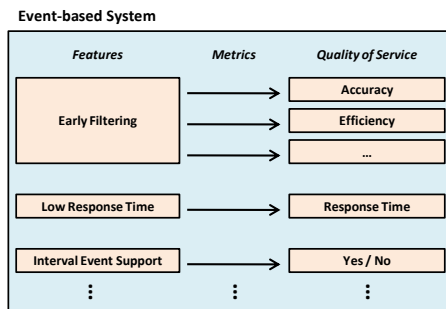 Event-based System
Features Metrics Quality of Service
Early Filtering
Accuracy
Efficiency
...
Low Response Time Response Time
Interval Event Support Yes / No